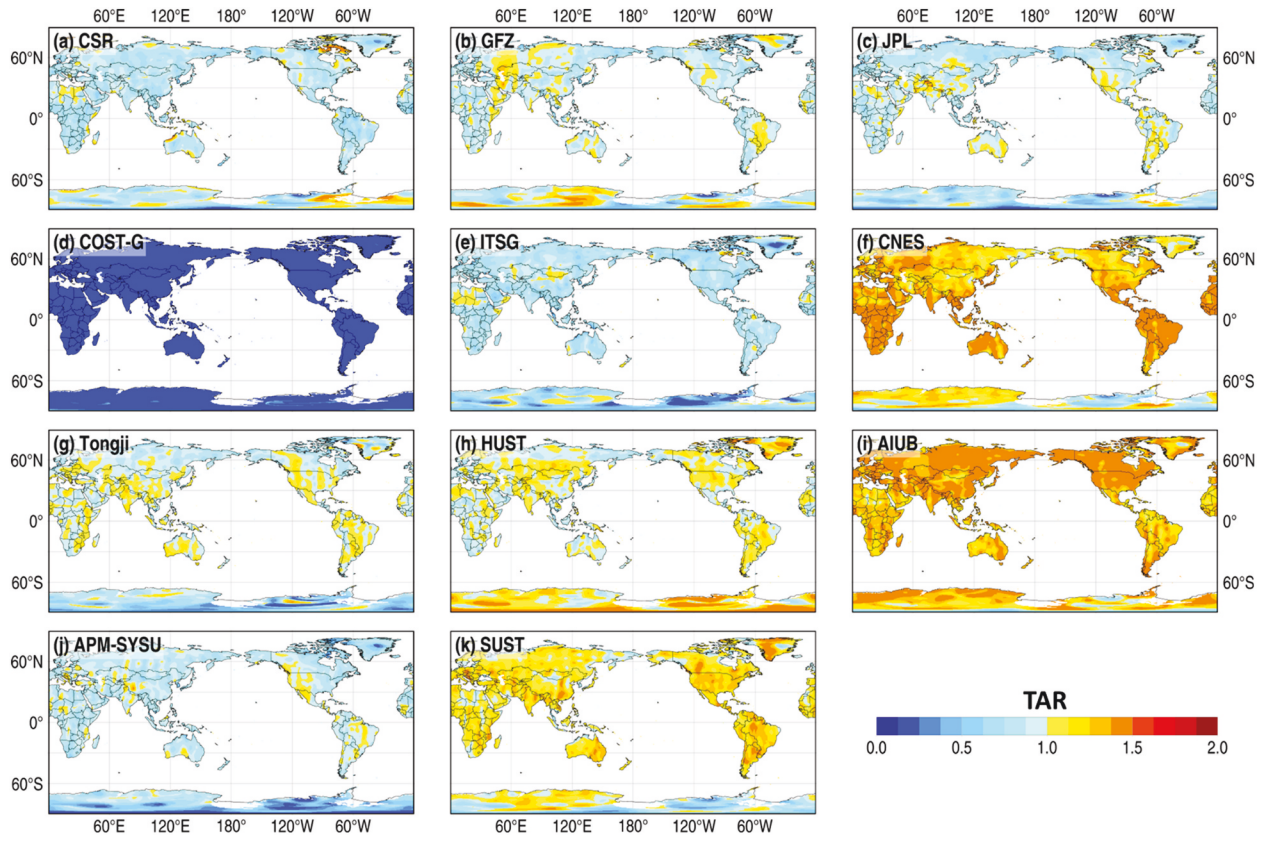 60°E 120°E 180° 120°W 60°W 60°E 120°E 180° 120°W 60°W 60°E 120°E 180° 120°W 60°W
(a) CSR (b) GFZ (c) JPL
60°N 60°N
0° 0°
60°S 60°S
(d) COST-G (e) ITSG (f) CNES
60°N 60°N
0° 0°
60°S 60°S
(g) Tongji (h) HUST (i) AIUB
60°N 60°N
0° 0°
60°S 60°S
(j) APM-SYSU (k) SUST
60°N
0°
60°S
TAR
0.0 0.5 1.0 1.5 2.0
60°E 120°E 180° 120°W 60°W 60°E 120°E 180° 120°W 60°W